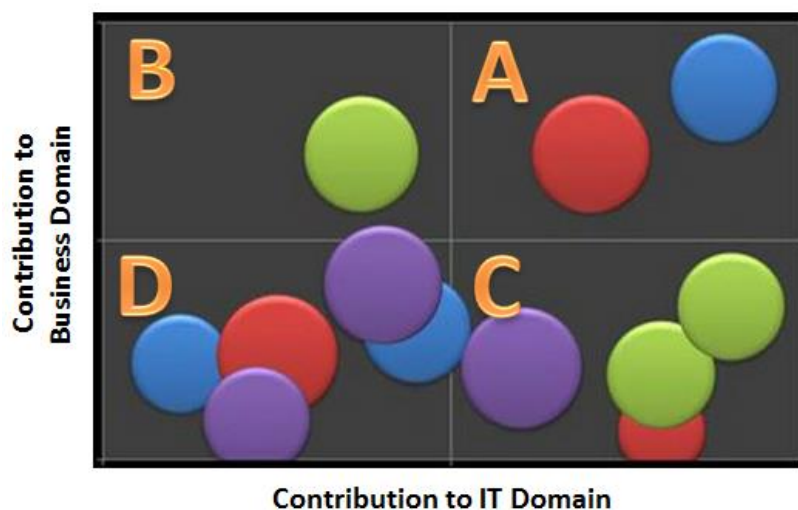 B
A
Contribution to
Business Domain
D
C
Contribution to IT Domain